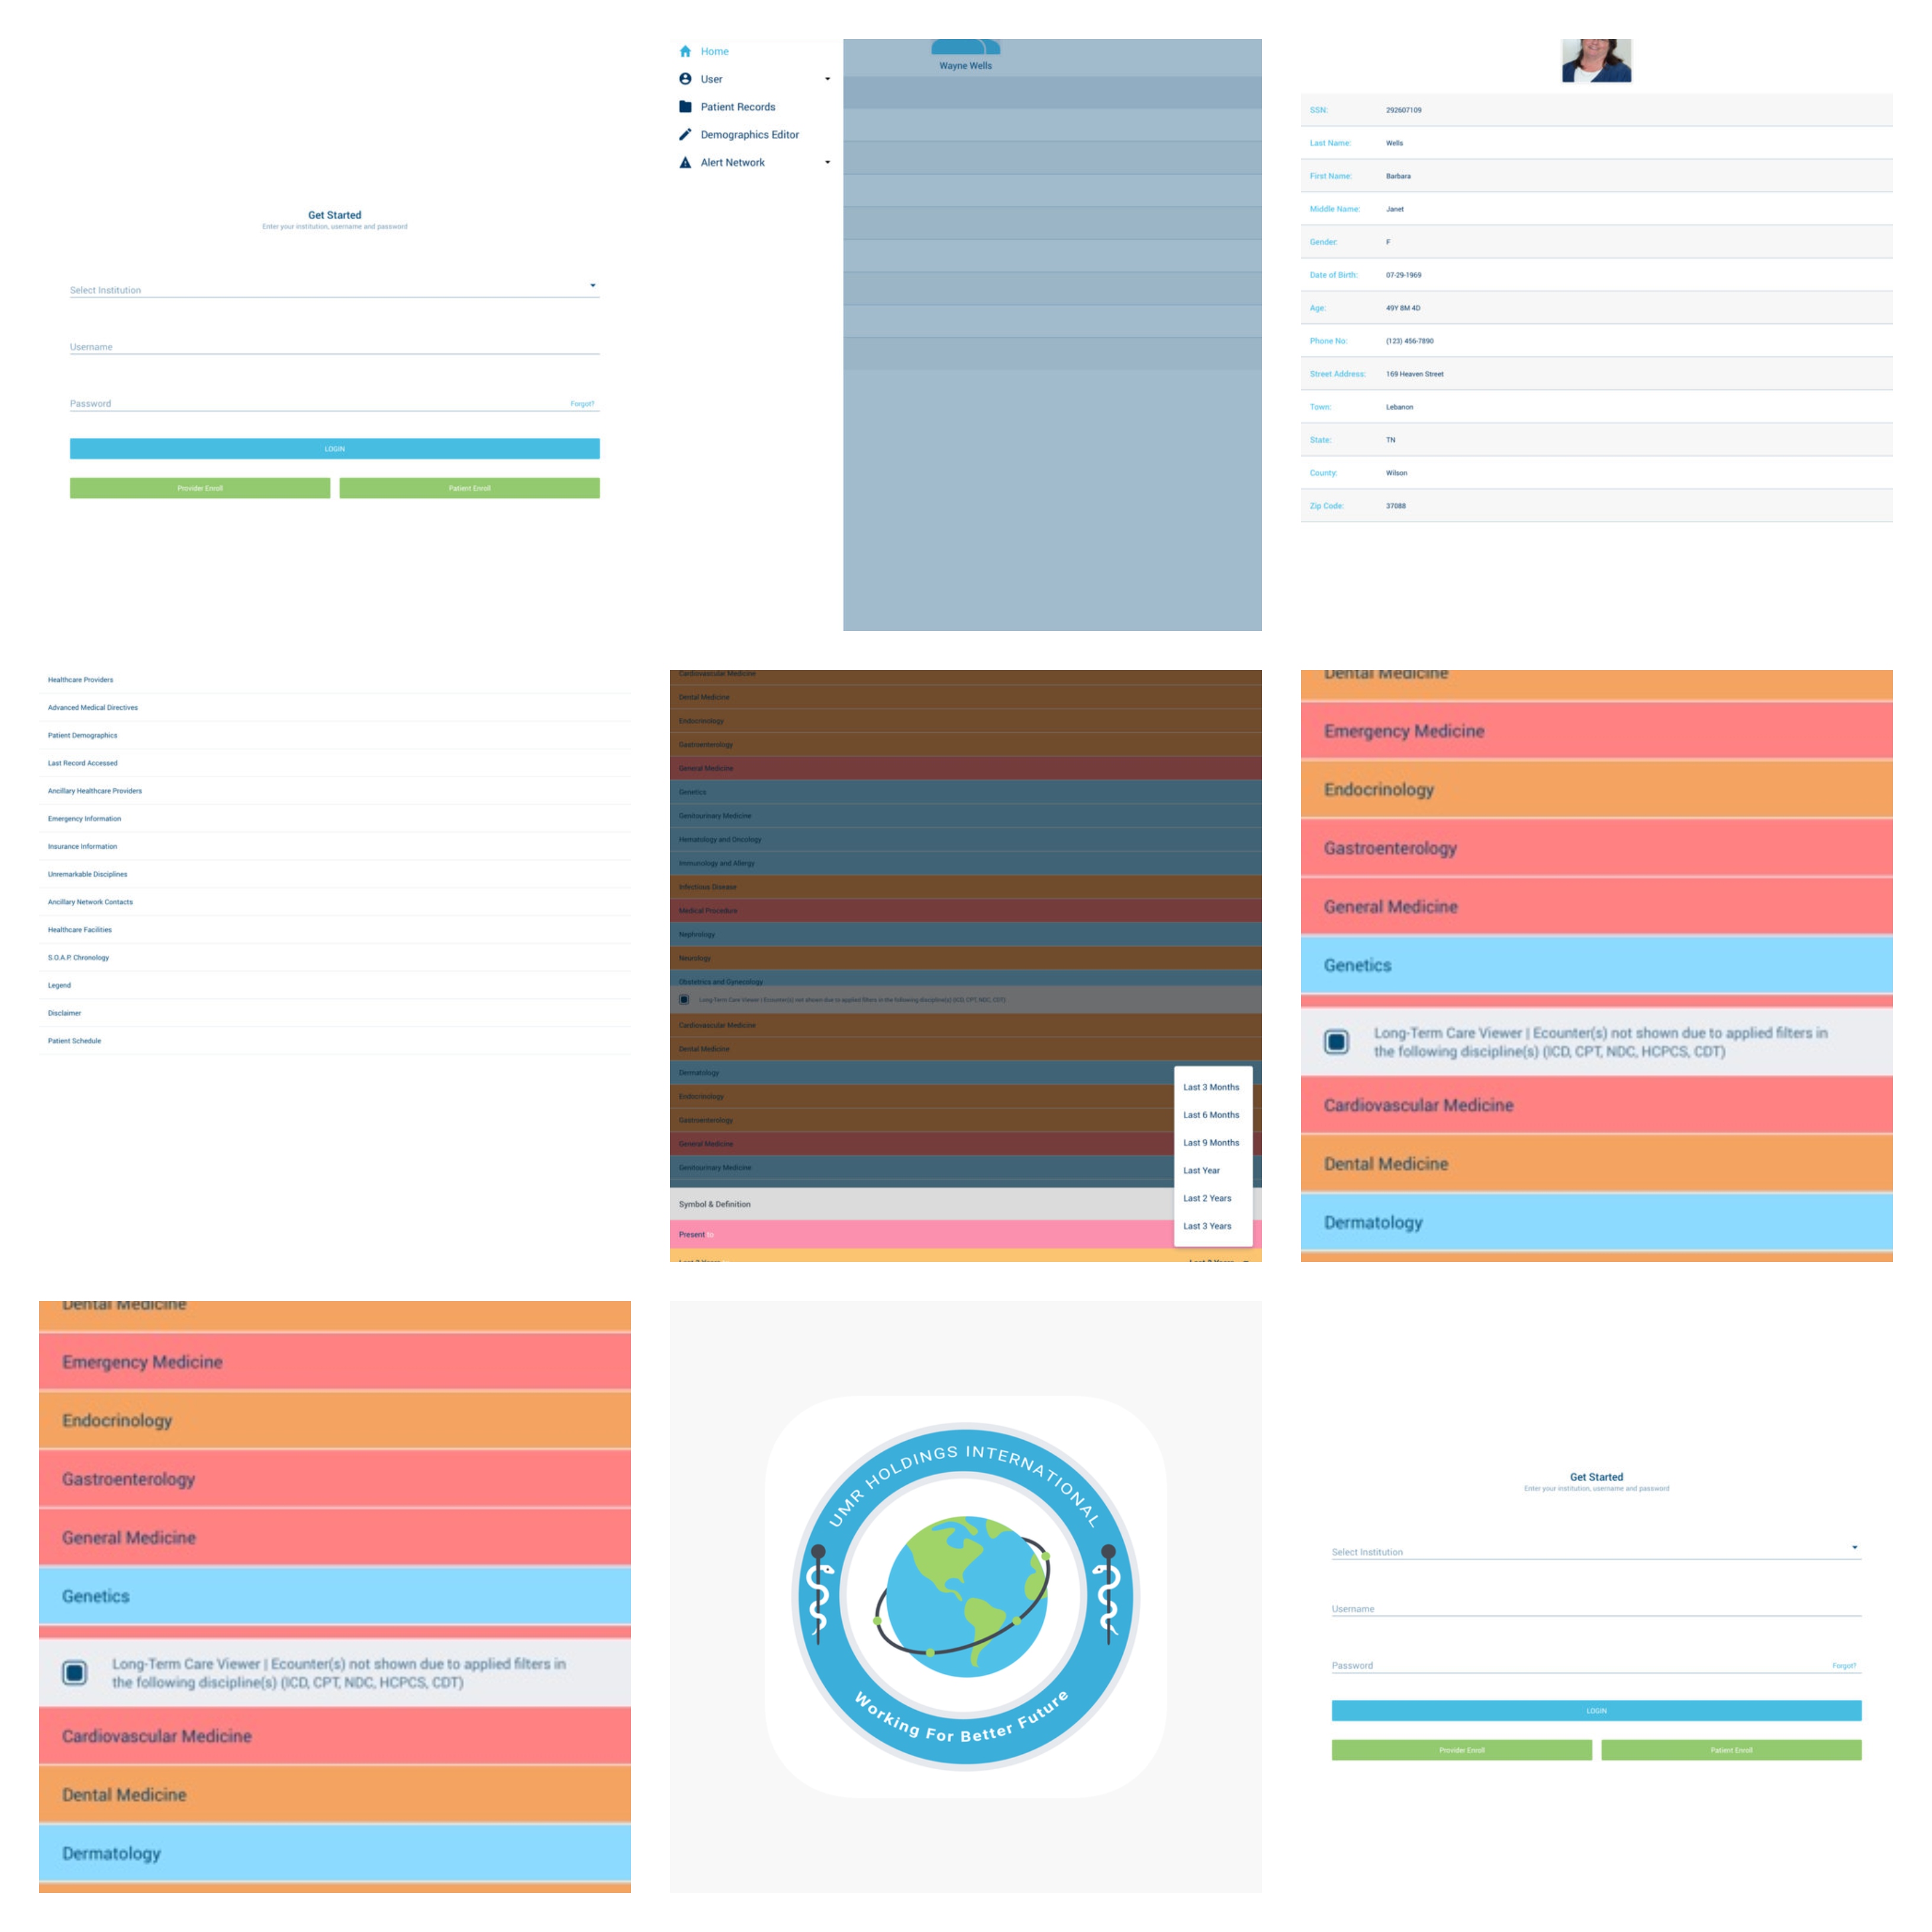 Get Started
Enter your institution, username and password
Select Institution
Username
Password
Forgot?
LOGIN
Provider Enroll
Patient Enroll
Home
User
Patient Records
Demographics Editor
Alert Network
Wayne Wells
SSN: 292607109
Last Name: Wells
First Name: Barbara
Middle Name: Janet
Gender: F
Date of Birth: 07-29-1969
Age: 49Y 8M 4D
Phone No: (123) 456-7890
Street Address: 169 Heaven Street
Town: Lebanon
State: TN
County: Wilson
Zip Code: 37088
Healthcare Providers
Advanced Medical Directives
Patient Demographics
Last Record Accessed
Ancillary Healthcare Providers
Emergency Information
Insurance Information
Unremarkable Disciplines
Ancillary Network Contacts
Healthcare Facilities
S.O.A.P. Chronology
Legend
Disclaimer
Patient Schedule
Cardiovascular Medicine
Dental Medicine
Endocrinology
Gastroenterology
General Medicine
Genetics
Genitourinary Medicine
Hematology and Oncology
Immunology and Allergy
Infectious Disease
Medical Procedure
Nephrology
Neurology
Obstetrics and Gynecology
Long-Term Care Viewer | Ecounter(s) not shown due to applied filters in the following discipline(s) (ICD, CPT, NDC, CDT)
Cardiovascular Medicine
Dental Medicine
Dermatology
Endocrinology
Gastroenterology
General Medicine
Genitourinary Medicine
Last 3 Months
Last 6 Months
Last 9 Months
Last Year
Last 2 Years
Last 3 Years
Symbol & Definition
Present
Dental Medicine
Emergency Medicine
Endocrinology
Gastroenterology
General Medicine
Genetics
Long-Term Care Viewer | Ecounter(s) not shown due to applied filters in
the following discipline(s) (ICD, CPT, NDC, HCPCS, CDT)
Cardiovascular Medicine
Dental Medicine
Dermatology
Dental Medicine
Emergency Medicine
Endocrinology
Gastroenterology
General Medicine
Genetics
Long-Term Care Viewer | Ecounter(s) not shown due to applied filters in
the following discipline(s) (ICD, CPT, NDC, HCPCS, CDT)
Cardiovascular Medicine
Dental Medicine
Dermatology
UMR HOLDINGS INTERNATIONAL
Working For Better Future
Get Started
Enter your institution, username and password
Select Institution
Username
Password
Forgot?
LOGIN
Provider Enroll
Patient Enroll